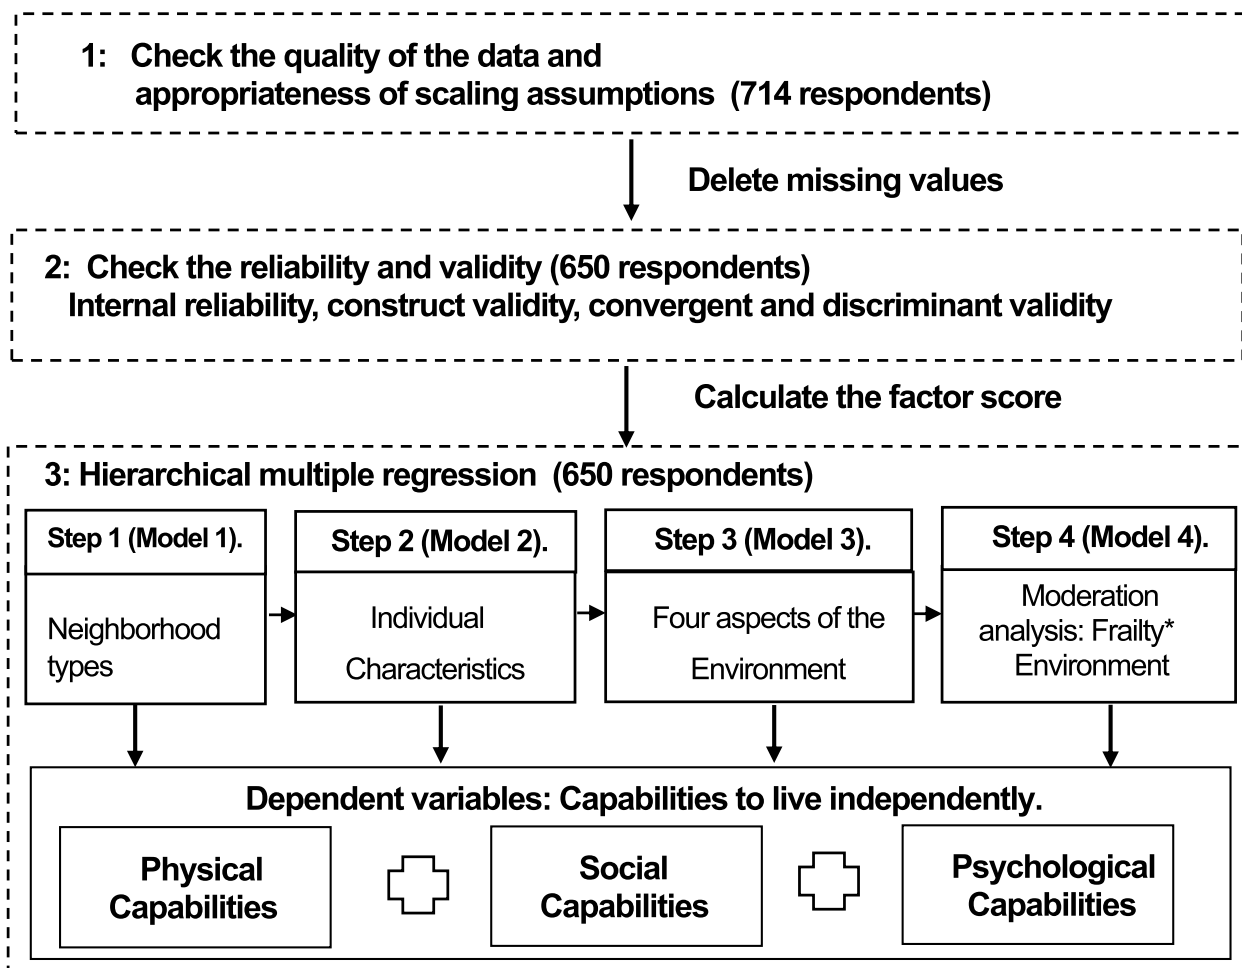 1: Check the quality of the data and
appropriateness of scaling assumptions (714 respondents)
Delete missing values
2: Check the reliability and validity (650 respondents)
Internal reliability, construct validity, convergent and discriminant validity
Calculate the factor score
3: Hierarchical multiple regression (650 respondents)
Step 1 (Model 1).
Neighborhood
types
Step 2 (Model 2).
Individual
Characteristics
Step 3 (Model 3).
Four aspects of the
Environment
Step 4 (Model 4).
Moderation
analysis: Frailty*
Environment
Dependent variables: Capabilities to live independently.
Physical
Capabilities
Social
Capabilities
Psychological
Capabilities